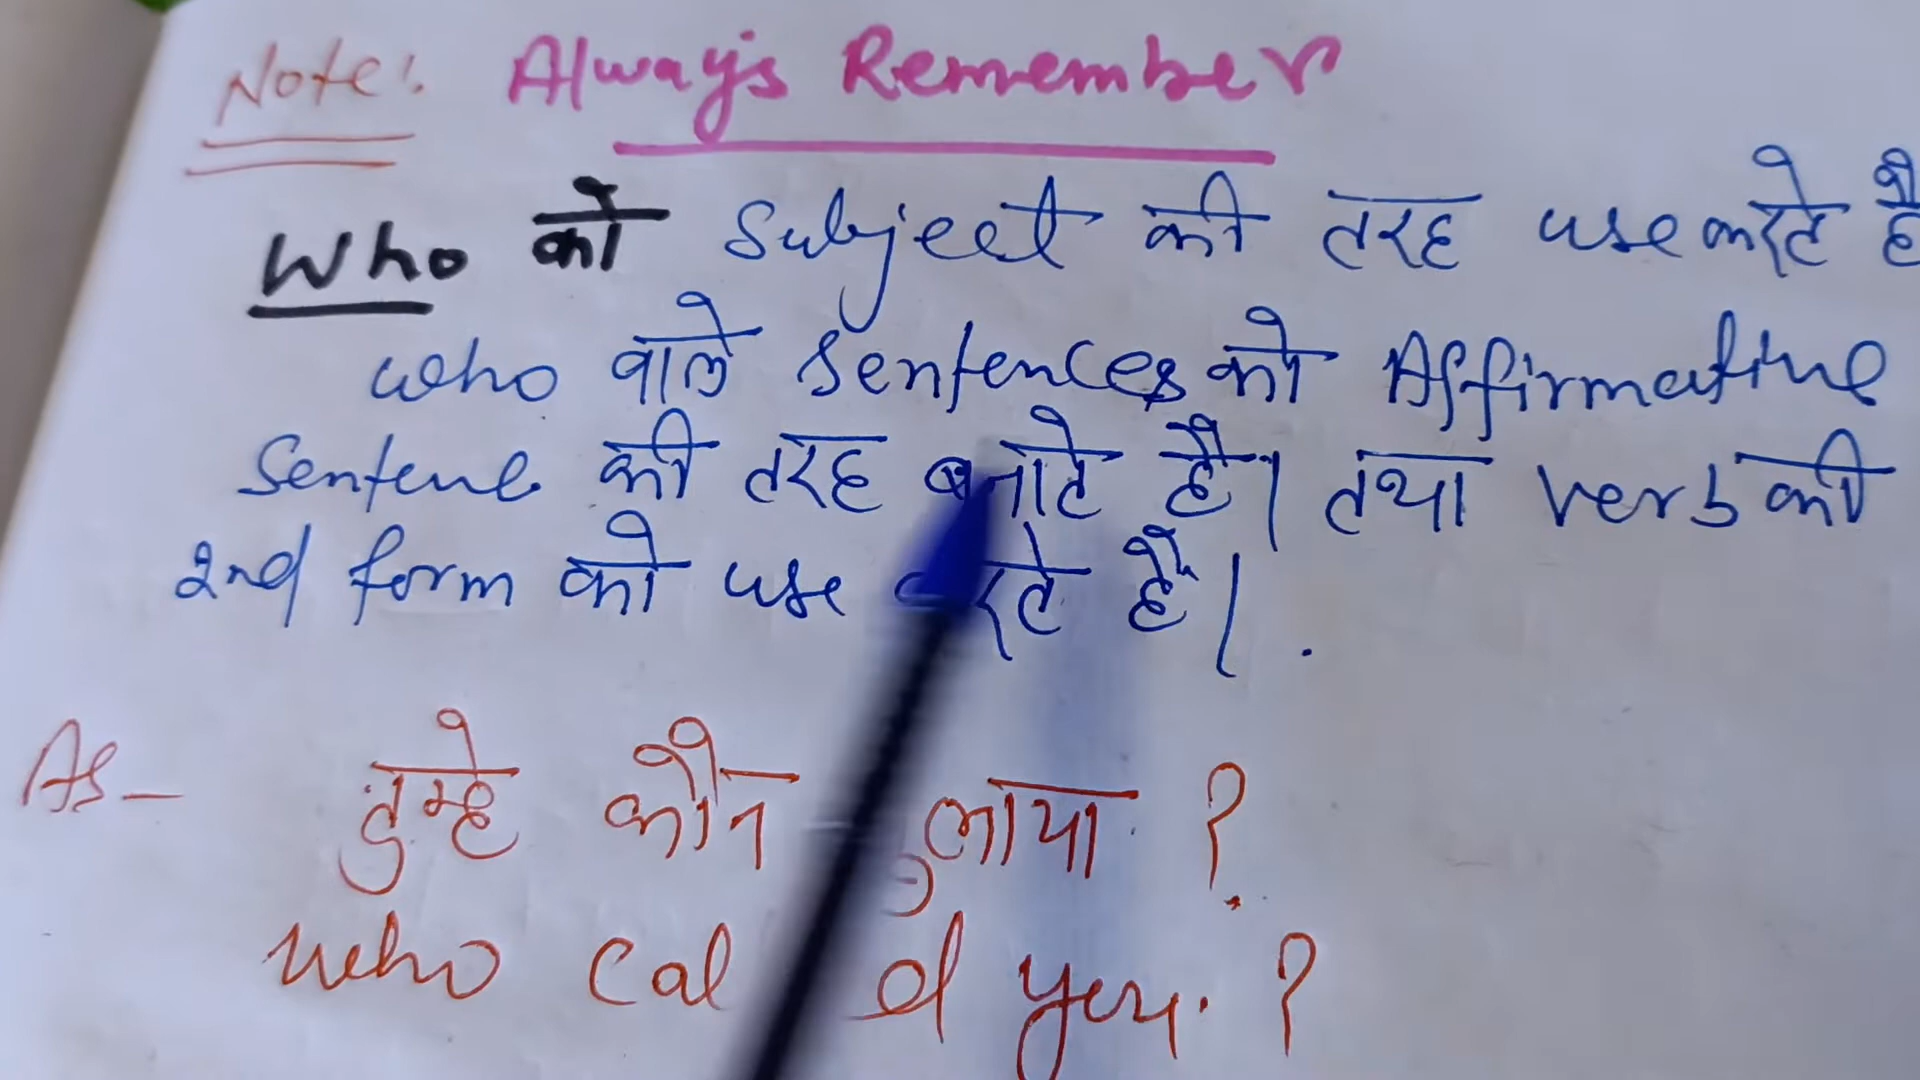 Note: Always Remember
Who को Subject की तरह use करते है
who वाले Sentences को Affirmative
Sentence की तरह बनाते है। तथा verb की
2nd form को use करते हैं।
As - तुम्हे कौन
who you ?